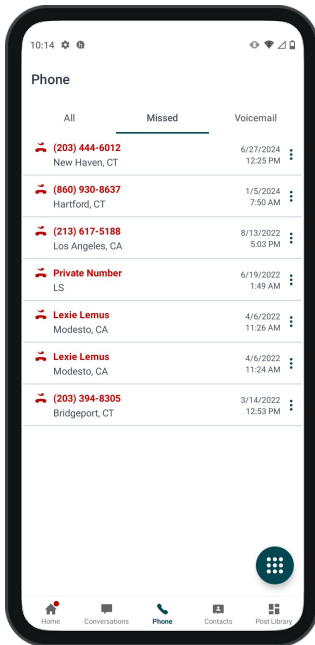 10:14
Phone
All Missed Voicemail
(203) 444-6012 6/27/2024
New Haven, CT 12:25 PM
(860) 930-8637 1/5/2024
Hartford, CT 7:50 AM
(213) 617-5188 8/13/2022
Los Angeles, CA 5:03 PM
Private Number 6/19/2022
LS 1:49 AM
Lexie Lemus 4/6/2022
Modesto, CA 11:26 AM
Lexie Lemus 4/6/2022
Modesto, CA 11:24 AM
(203) 394-8305 3/14/2022
Bridgeport, CT 12:53 PM
Home Conversations Phone Contacts Post Library